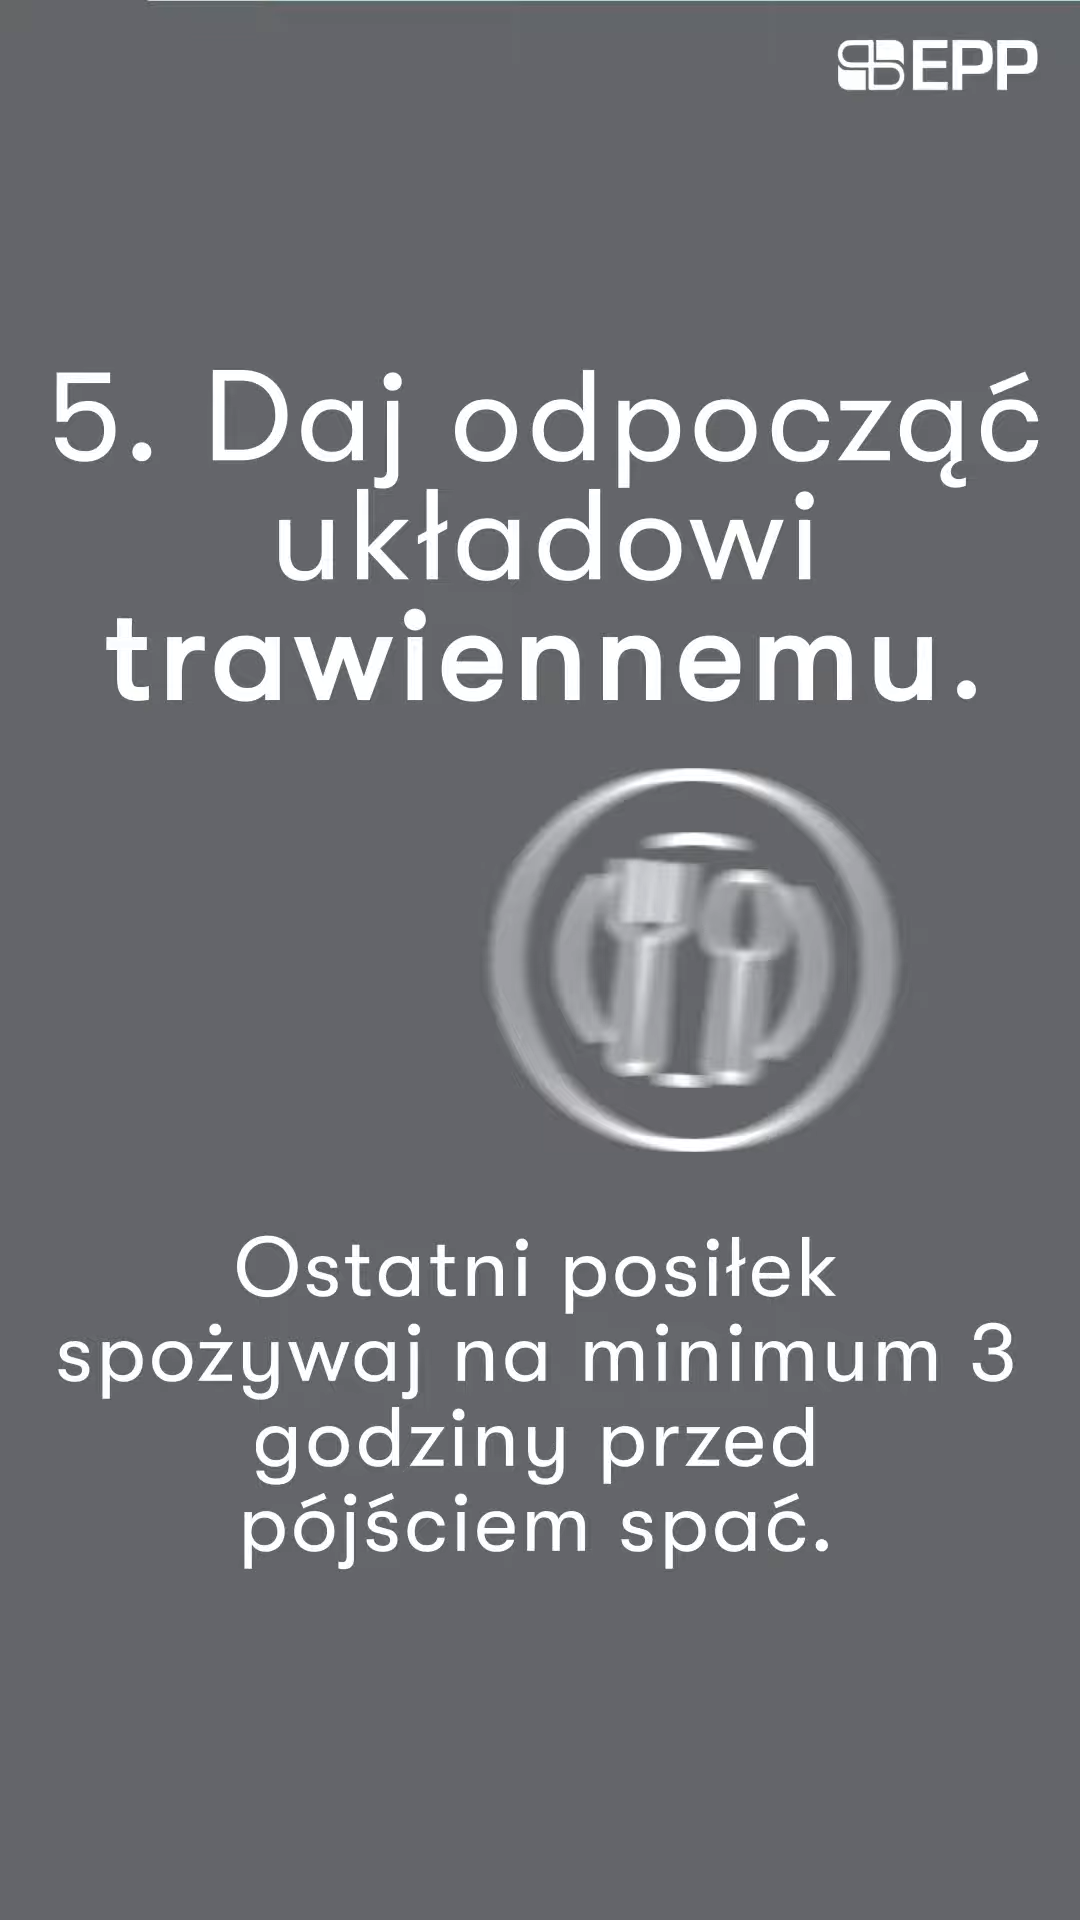 EPP
5. Daj odpocząć
układowi
trawiennemu.
Ostatni posiłek
spożywaj na minimum 3
godziny przed
pójściem spać.